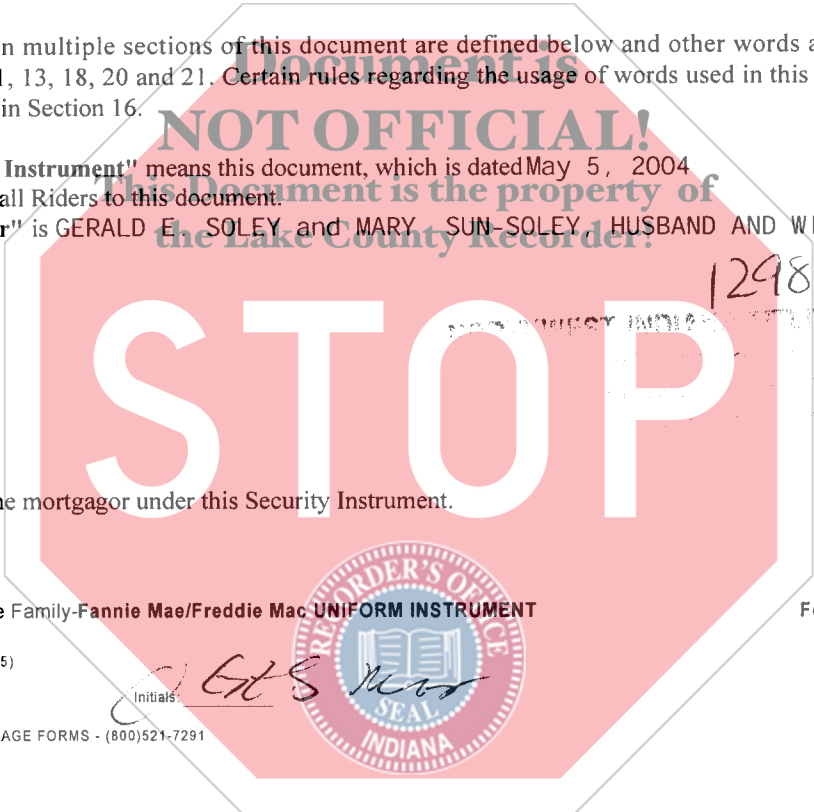 n multiple sections of this document are defined below and other words a
1, 13, 18, 20 and 21. Certain rules regarding the usage of words used in this
in Section 16.
Document is
NOT OFFICIAL!
This Document is the property of
the Lake County Recorder!
Instrument" means this document, which is dated May 5, 2004
all Riders to this document.
r" is GERALD E. SOLEY and MARY SUN-SOLEY, HUSBAND AND WI
1298
STOP
e mortgagor under this Security Instrument.
e Family-Fannie Mae/Freddie Mac UNIFORM INSTRUMENT
Fo
5)
Initials:
AGE FORMS - (800)521-7291
RECORDER'S OFFICE
SEAL
INDIANA